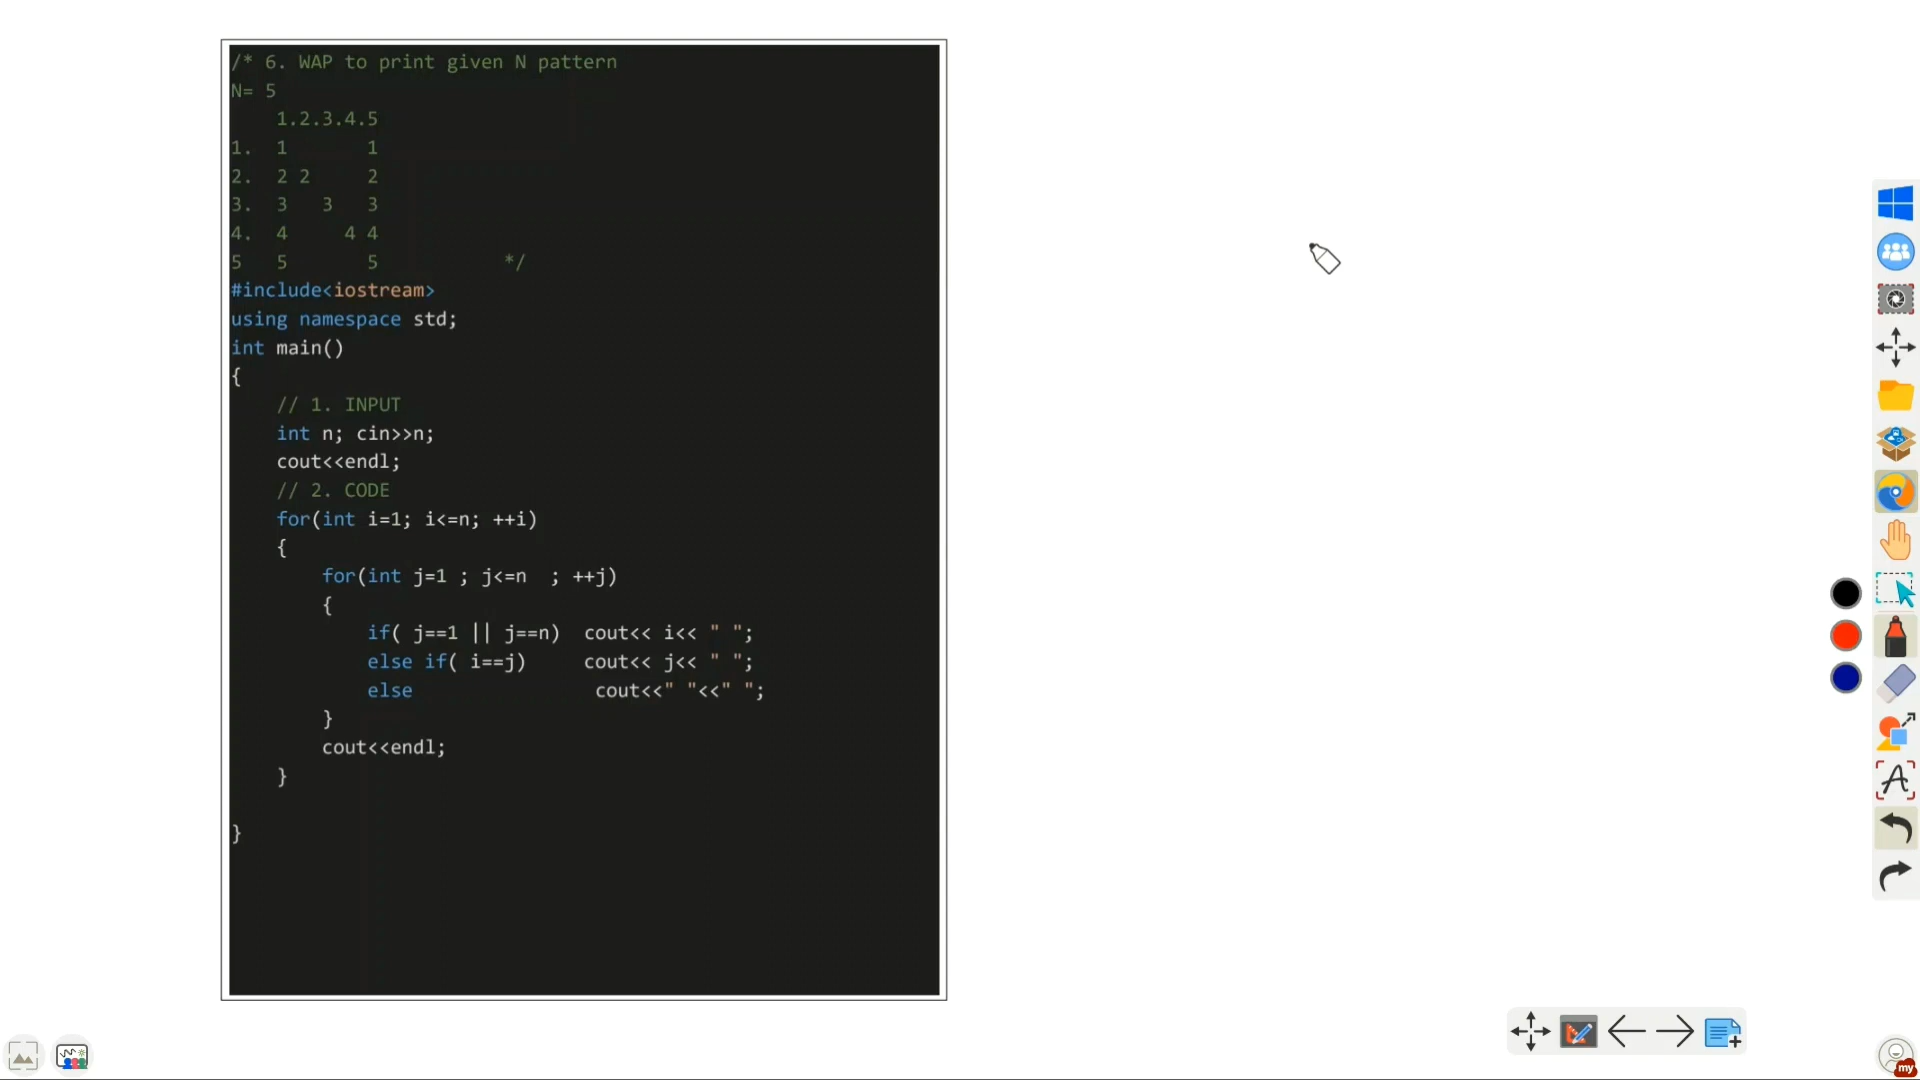 /* 6. WAP to print given N pattern
N= 5
    1.2.3.4.5
1.  1       1
2.  2 2     2
3.  3   3   3
4.  4     4 4
5   5       5           */
#include<iostream>
using namespace std;
int main()
{
    // 1. INPUT
    int n; cin>>n;
    cout<<endl;
    // 2. CODE
    for(int i=1; i<=n; ++i)
    {
        for(int j=1 ; j<=n  ; ++j)
        {
            if( j==1 || j==n)  cout<< i<< " ";
            else if( i==j)     cout<< j<< " ";
            else                cout<<" "<<" ";
        }
        cout<<endl;
    }
}
my